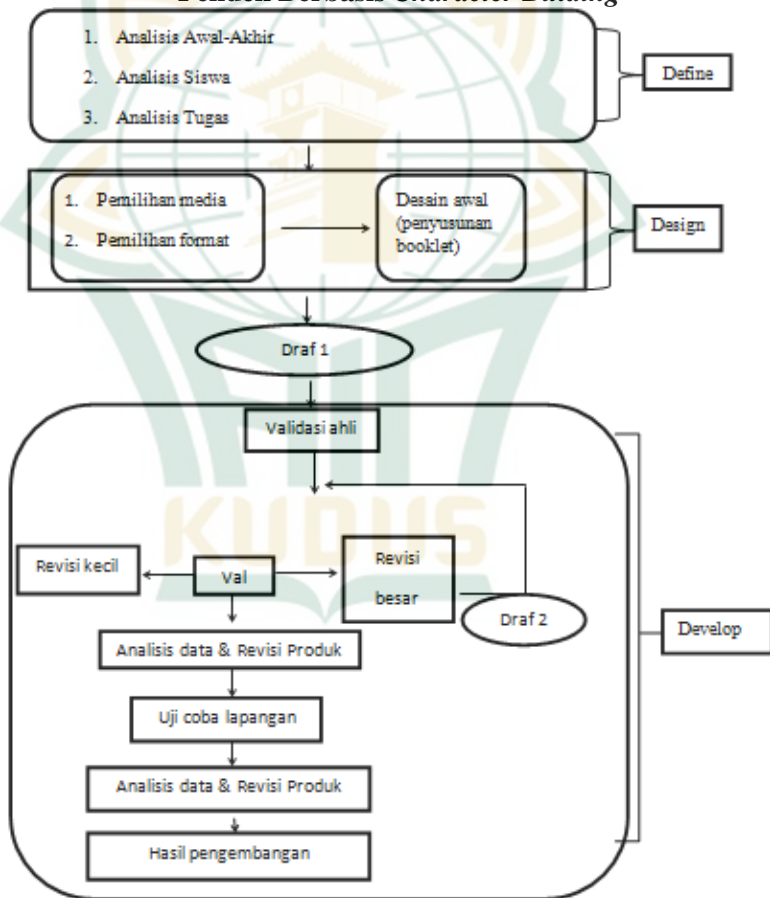 Berbasis Character Building
1. Analisis Awal-Akhir
2. Analisis Siswa
3. Analisis Tugas
Define
1. Pemilihan media
2. Pemilihan format
Desain awal
(penyusunan
booklet)
Design
Draf 1
Validasi ahli
KUDUS
Revisi kecil
Val
Revisi
besar
Draf 2
Develop
Analisis data & Revisi Produk
Uji coba lapangan
Analisis data & Revisi Produk
Hasil pengembangan